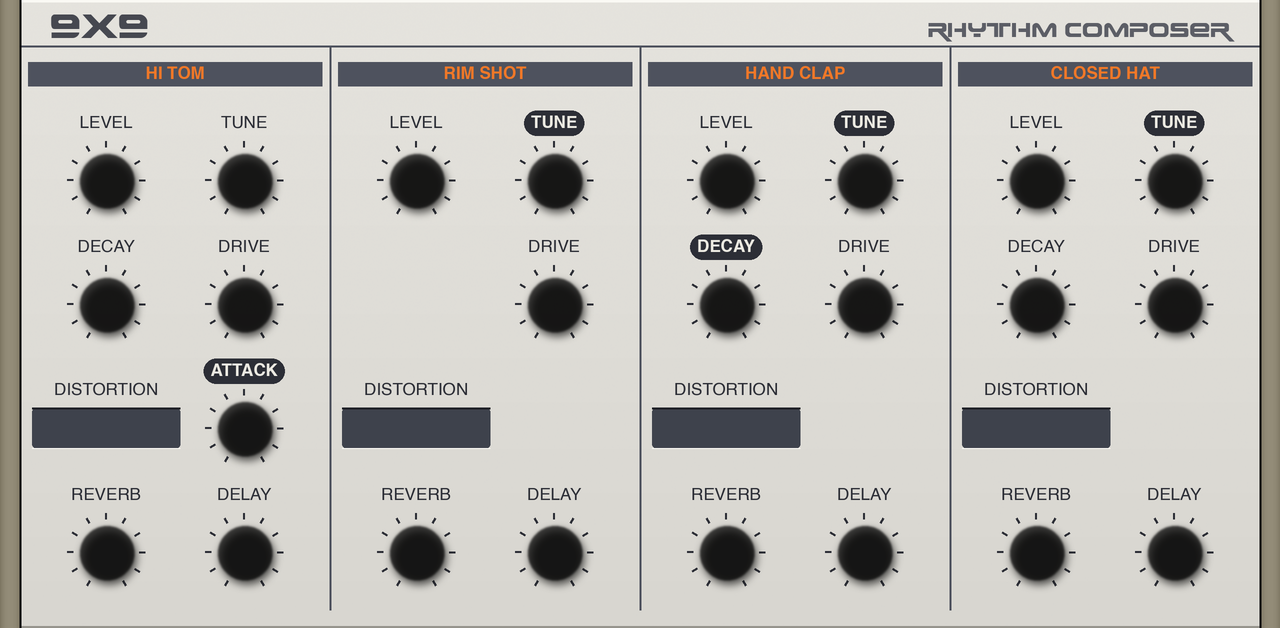 9X9
RHYTHM COMPOSER
HI TOM
LEVEL TUNE
DECAY DRIVE
ATTACK
DISTORTION
REVERB DELAY
RIM SHOT
LEVEL TUNE
DRIVE
DISTORTION
REVERB DELAY
HAND CLAP
LEVEL TUNE
DECAY DRIVE
DISTORTION
REVERB DELAY
CLOSED HAT
LEVEL TUNE
DECAY DRIVE
DISTORTION
REVERB DELAY